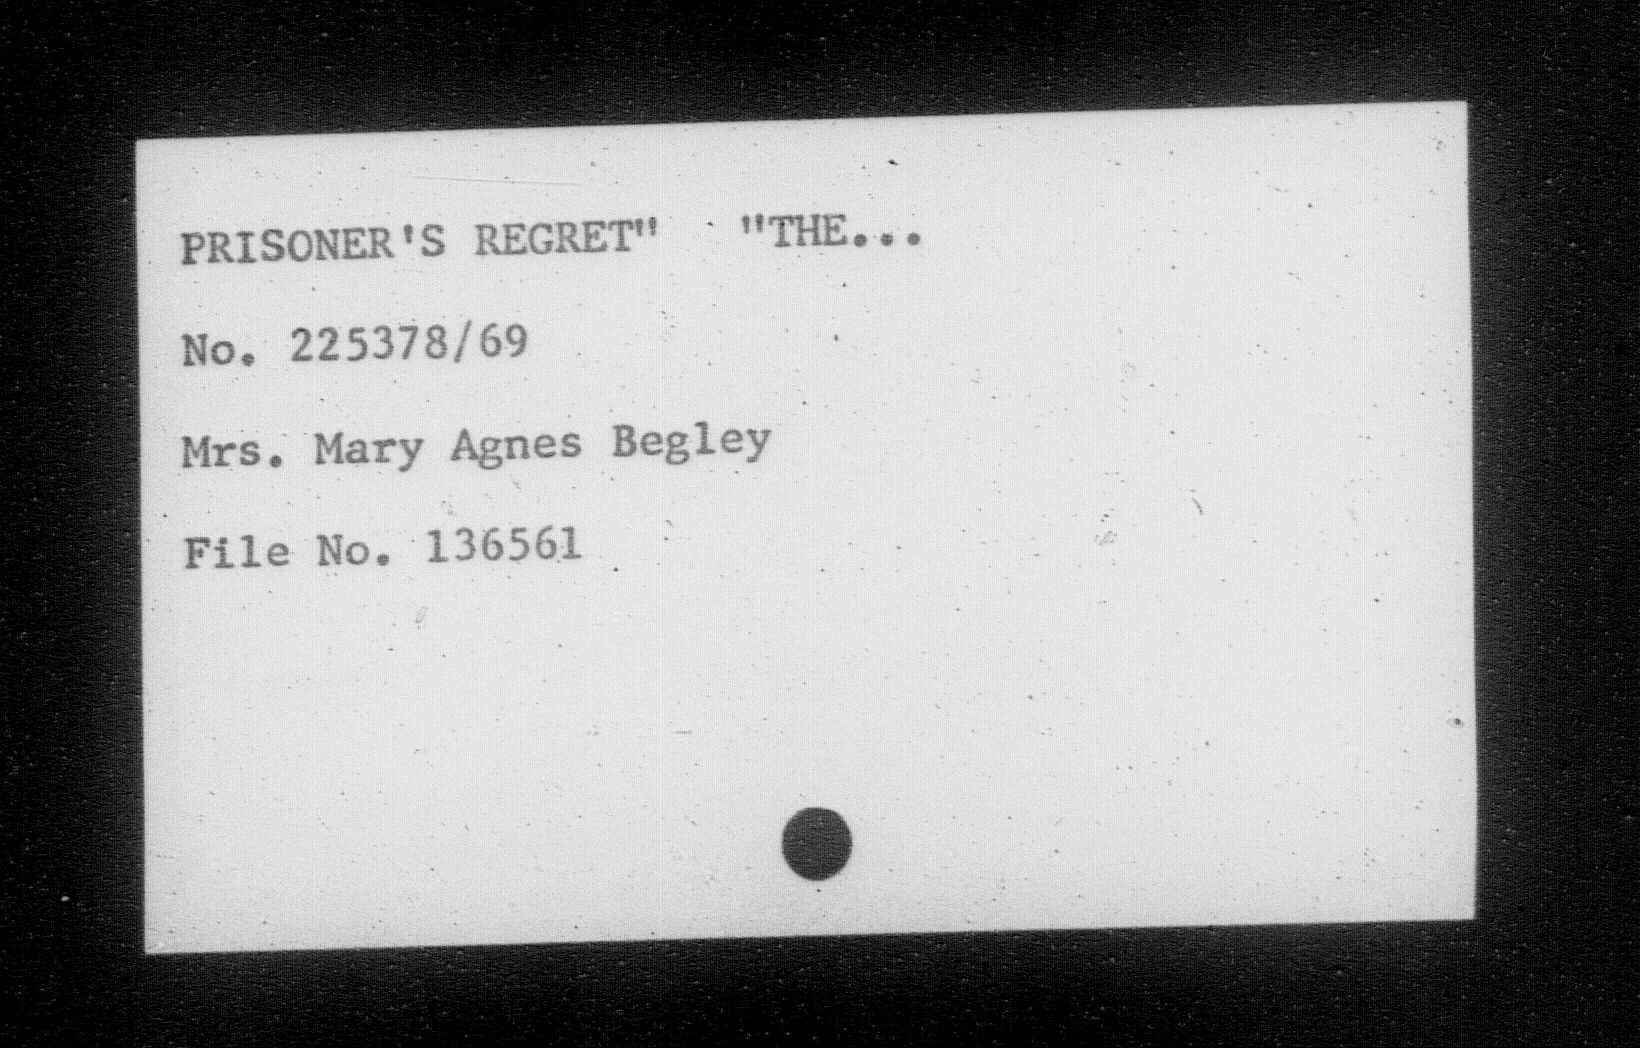 PRISONER'S REGRET" "THE...
No. 225378/69
Mrs. Mary Agnes Begley
File No. 136561